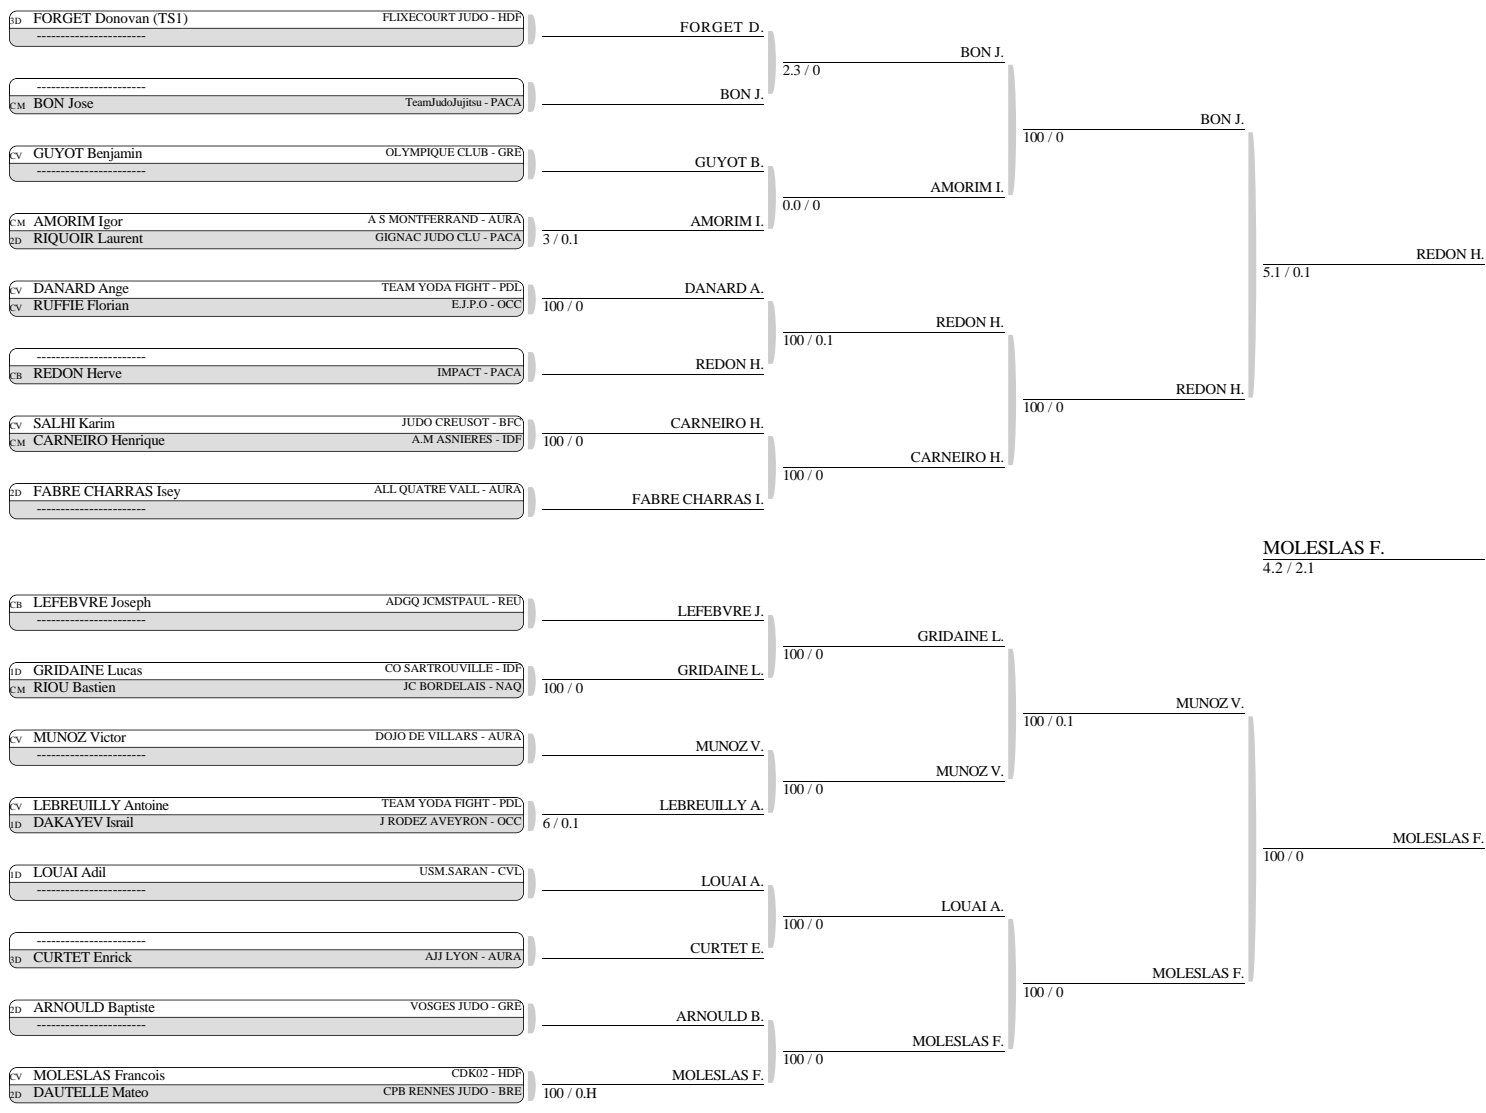 3D FORGET Donovan (TS1) FLIXECOURT JUDO - HDF
-----------------------
FORGET D.
-----------------------
CM BON Jose TeamJudoJujitsu - PACA
BON J.
2.3 / 0
BON J.
CV GUYOT Benjamin OLYMPIQUE CLUB - GRE
-----------------------
GUYOT B.
CM AMORIM Igor A S MONTFERRAND - AURA
2D RIQUOIR Laurent GIGNAC JUDO CLU - PACA
AMORIM I.
3 / 0.1
AMORIM I.
0.0 / 0
BON J.
100 / 0
CV DANARD Ange TEAM YODA FIGHT - PDL
CV RUFFIE Florian E.J.P.O - OCC
DANARD A.
100 / 0
-----------------------
CB REDON Herve IMPACT - PACA
REDON H.
REDON H.
100 / 0.1
CV SALHI Karim JUDO CREUSOT - BFC
CM CARNEIRO Henrique A.M ASNIERES - IDF
CARNEIRO H.
100 / 0
2D FABRE CHARRAS Isey ALL QUATRE VALL - AURA
-----------------------
FABRE CHARRAS I.
CARNEIRO H.
100 / 0
REDON H.
100 / 0
REDON H.
5.1 / 0.1
MOLESLAS F.
4.2 / 2.1
CB LEFEBVRE Joseph ADGQ JCMSTPAUL - REU
-----------------------
LEFEBVRE J.
1D GRIDAINE Lucas CO SARTROUVILLE - IDF
CM RIOU Bastien JC BORDELAIS - NAQ
GRIDAINE L.
100 / 0
GRIDAINE L.
100 / 0
CV MUNOZ Victor DOJO DE VILLARS - AURA
-----------------------
MUNOZ V.
CV LEBREUILLY Antoine TEAM YODA FIGHT - PDL
1D DAKAYEV Israil J RODEZ AVEYRON - OCC
LEBREUILLY A.
6 / 0.1
MUNOZ V.
100 / 0
MUNOZ V.
100 / 0.1
1D LOUAI Adil USM.SARAN - CVL
-----------------------
LOUAI A.
-----------------------
3D CURTET Enrick AJJ LYON - AURA
CURTET E.
LOUAI A.
100 / 0
2D ARNOULD Baptiste VOSGES JUDO - GRE
-----------------------
ARNOULD B.
CV MOLESLAS Francois CDK02 - HDF
2D DAUTELLE Mateo CPB RENNES JUDO - BRE
MOLESLAS F.
100 / 0.H
MOLESLAS F.
100 / 0
MOLESLAS F.
100 / 0
MOLESLAS F.
100 / 0